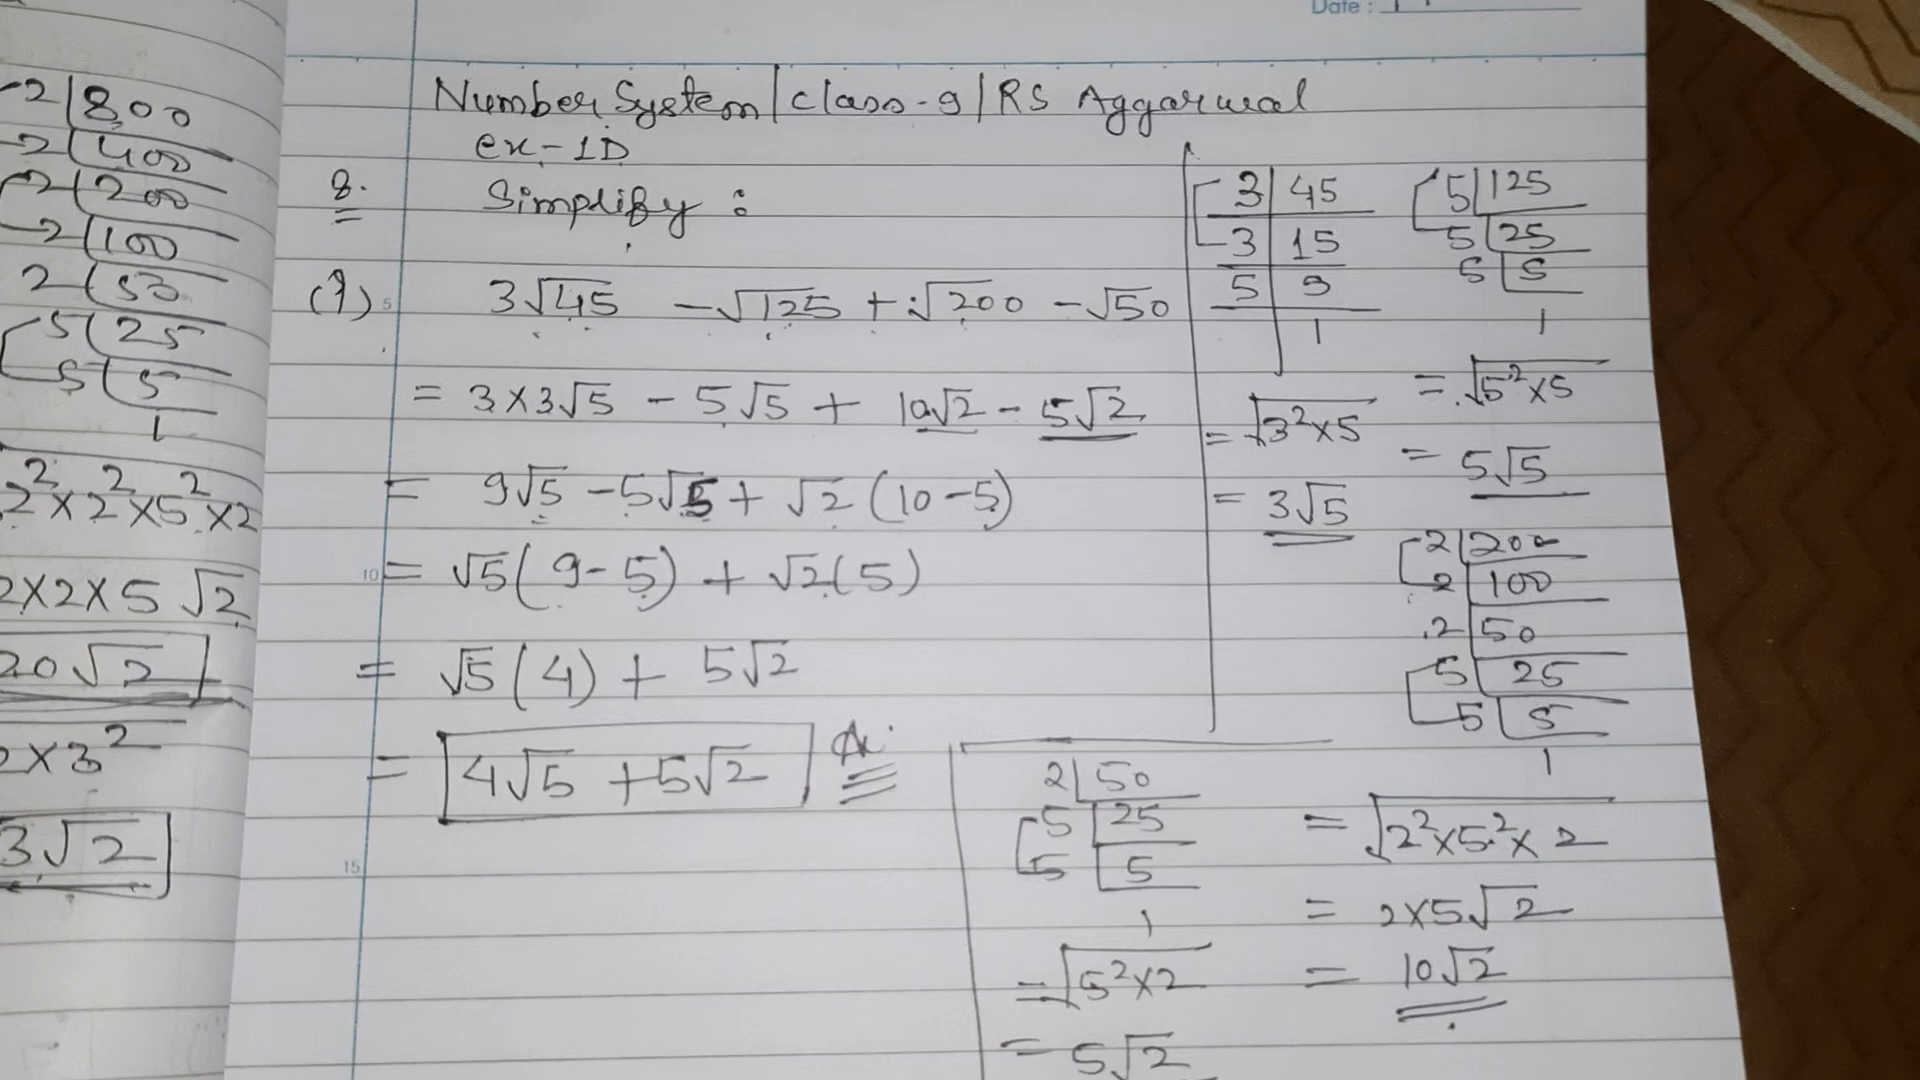 Date :
-2 | 800
-2 | 400
2 | 200
-2 | 100
2 | 50
5 | 25
5 | 5
1
2² × 2² × 5² × 2
2×2×5 √2
20√2
2×3²
3√2
Number System | Class-9 | RS Aggarwal
ex-1D
8. Simplify :
(i) 3√45 - √125 + √200 - √50
= 3×3√5 - 5√5 + 10√2 - 5√2
= 9√5 - 5√5 + √2 (10-5)
= √5 (9-5) + √2 (5)
= √5 (4) + 5√2
= 4√5 + 5√2
5
10
15
3 | 45
3 | 15
5 | 9
1
= √3²×5
= 3√5
5 | 125
5 | 25
5 | 5
1
= √5²×5
= 5√5
2 | 200
2 | 100
2 | 50
5 | 25
5 | 5
1
= √2²×5²×2
= 2×5√2
= 10√2
2 | 50
5 | 25
5 | 5
1
= √5²×2
= 5√2